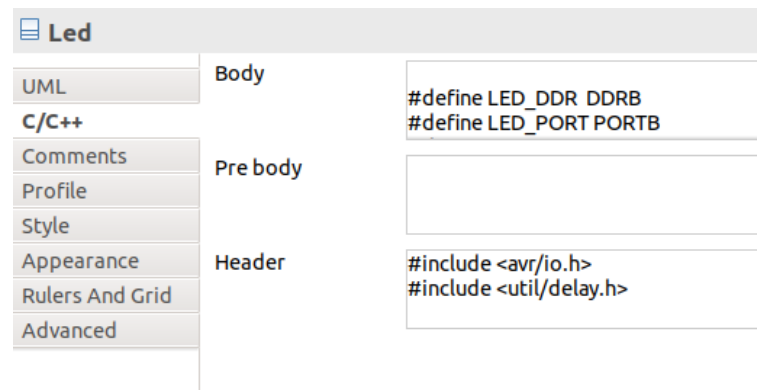 Led
UML
C/C++
Comments
Profile
Style
Appearance
Rulers And Grid
Advanced
Body
#define LED_DDR DDRB
#define LED_PORT PORTB
Pre body
Header
#include <avr/io.h>
#include <util/delay.h>